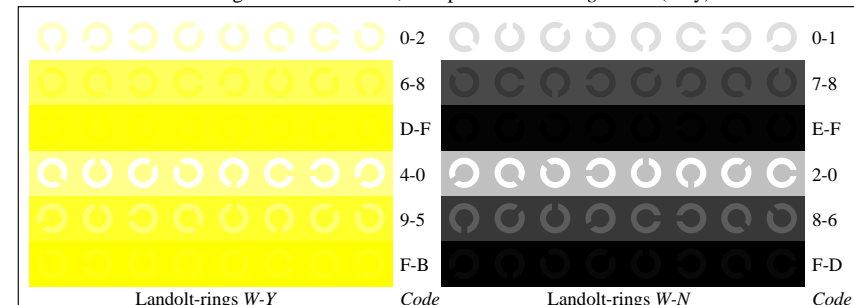 0-2 0-1
6-8 7-8
D-F E-F
4-0 2-0
9-5 8-6
F-B F-D
Landolt-rings W-Y Code Landolt-rings W-N Code